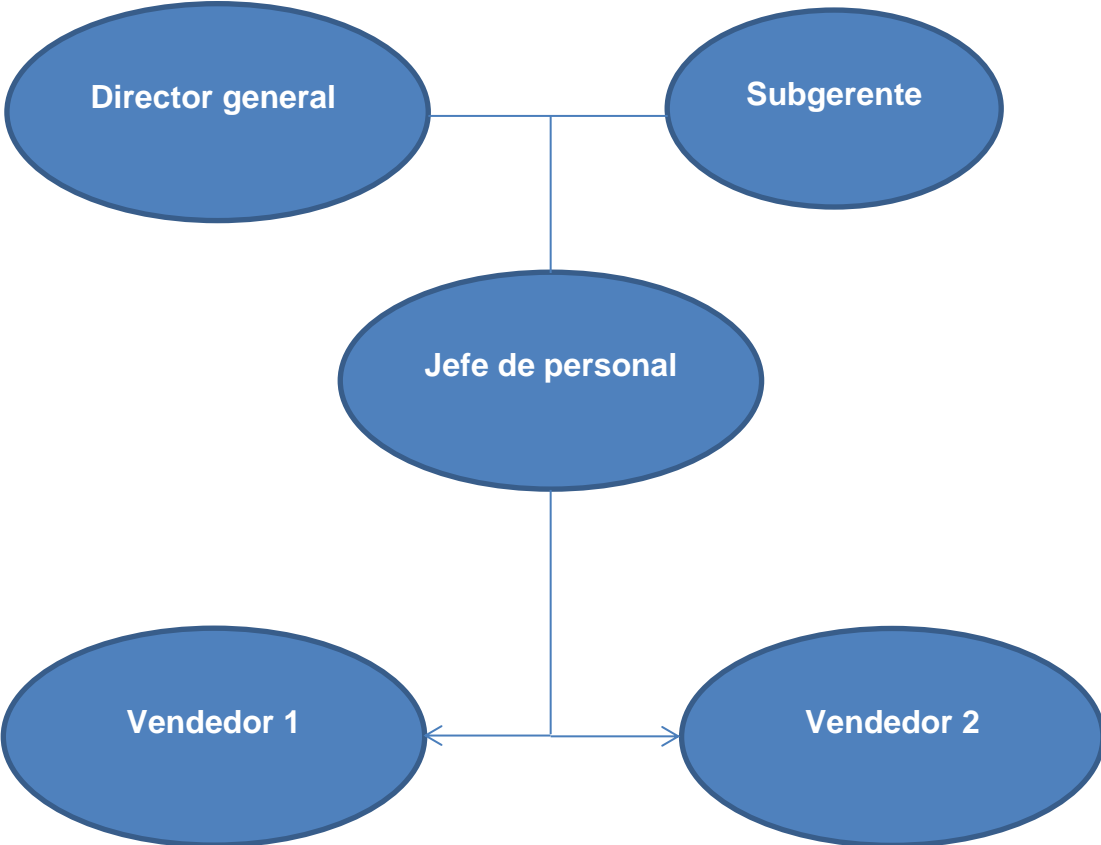 Director general
Subgerente
Jefe de personal
Vendedor 1
Vendedor 2